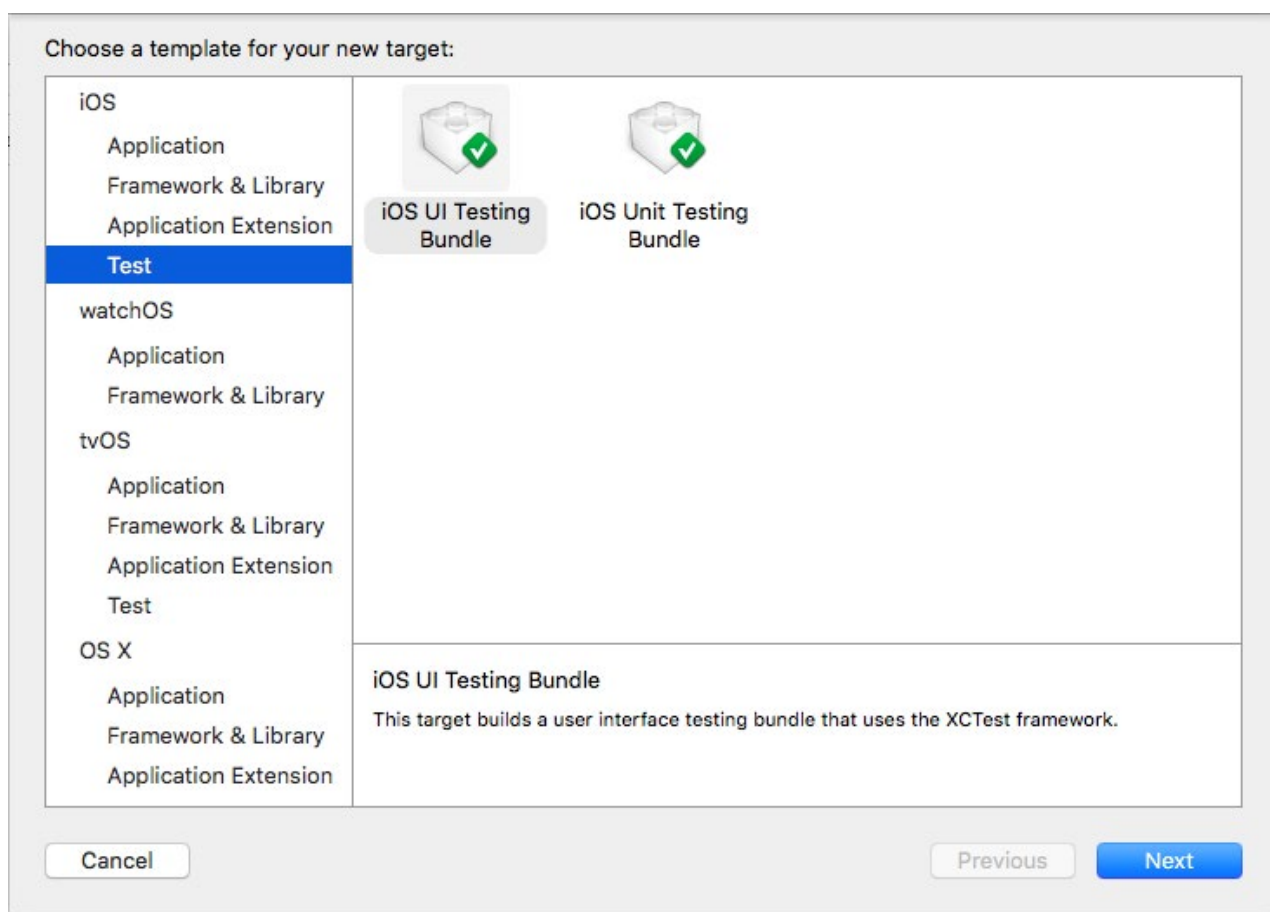 Choose a template for your new target:
iOS
Application
Framework & Library
Application Extension
Test
watchOS
Application
Framework & Library
tvOS
Application
Framework & Library
Application Extension
Test
OS X
Application
Framework & Library
Application Extension
iOS UI Testing
Bundle
iOS Unit Testing
Bundle
iOS UI Testing Bundle
This target builds a user interface testing bundle that uses the XCTest framework.
Cancel
Previous
Next